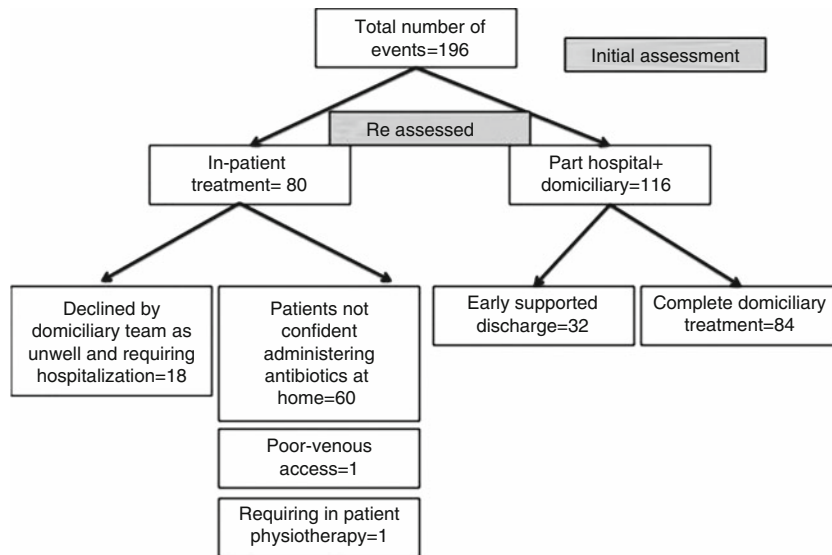 Total number of
events=196
Initial assessment
Re assessed
In-patient
treatment= 80
Part hospital+
domiciliary=116
Declined by
domiciliary team as
unwell and requiring
hospitalization=18
Patients not
confident
administering
antibiotics at
home=60
Early supported
discharge=32
Complete domiciliary
treatment=84
Poor-venous
access=1
Requiring in patient
physiotherapy=1